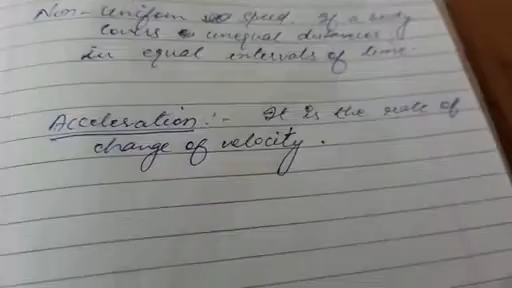 Non-Uniform speed. If a body
covers unequal distances
in equal intervals of time.
Acceleration :- It is the rate of
change of velocity.